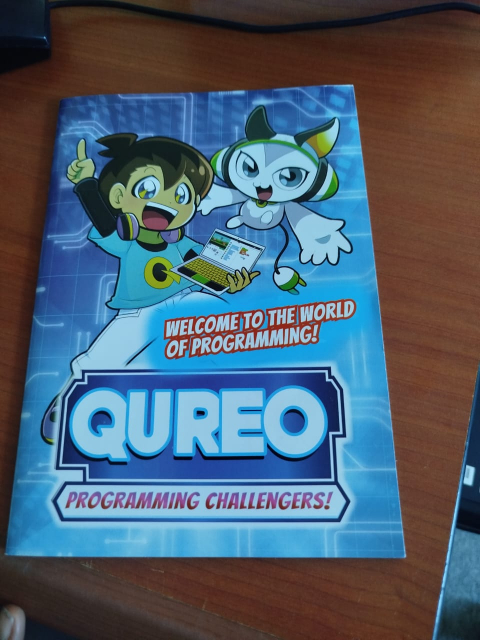 WELCOME TO THE WORLD
OF PROGRAMMING!
QUREO
PROGRAMMING CHALLENGERS!